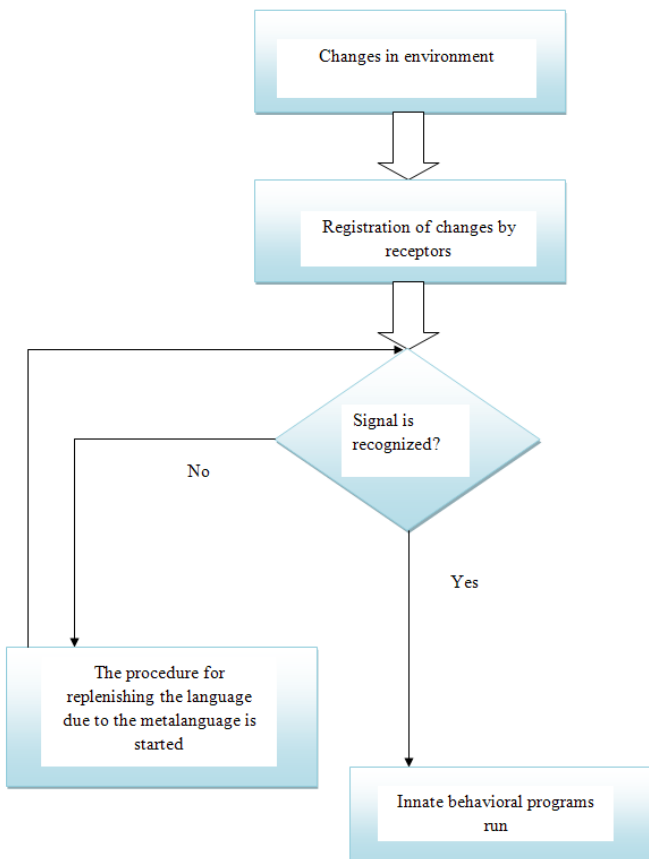 Changes in environment
Registration of changes by
receptors
Signal is
recognized?
No
Yes
The procedure for
replenishing the language
due to the metalanguage is
started
Innate behavioral programs
run